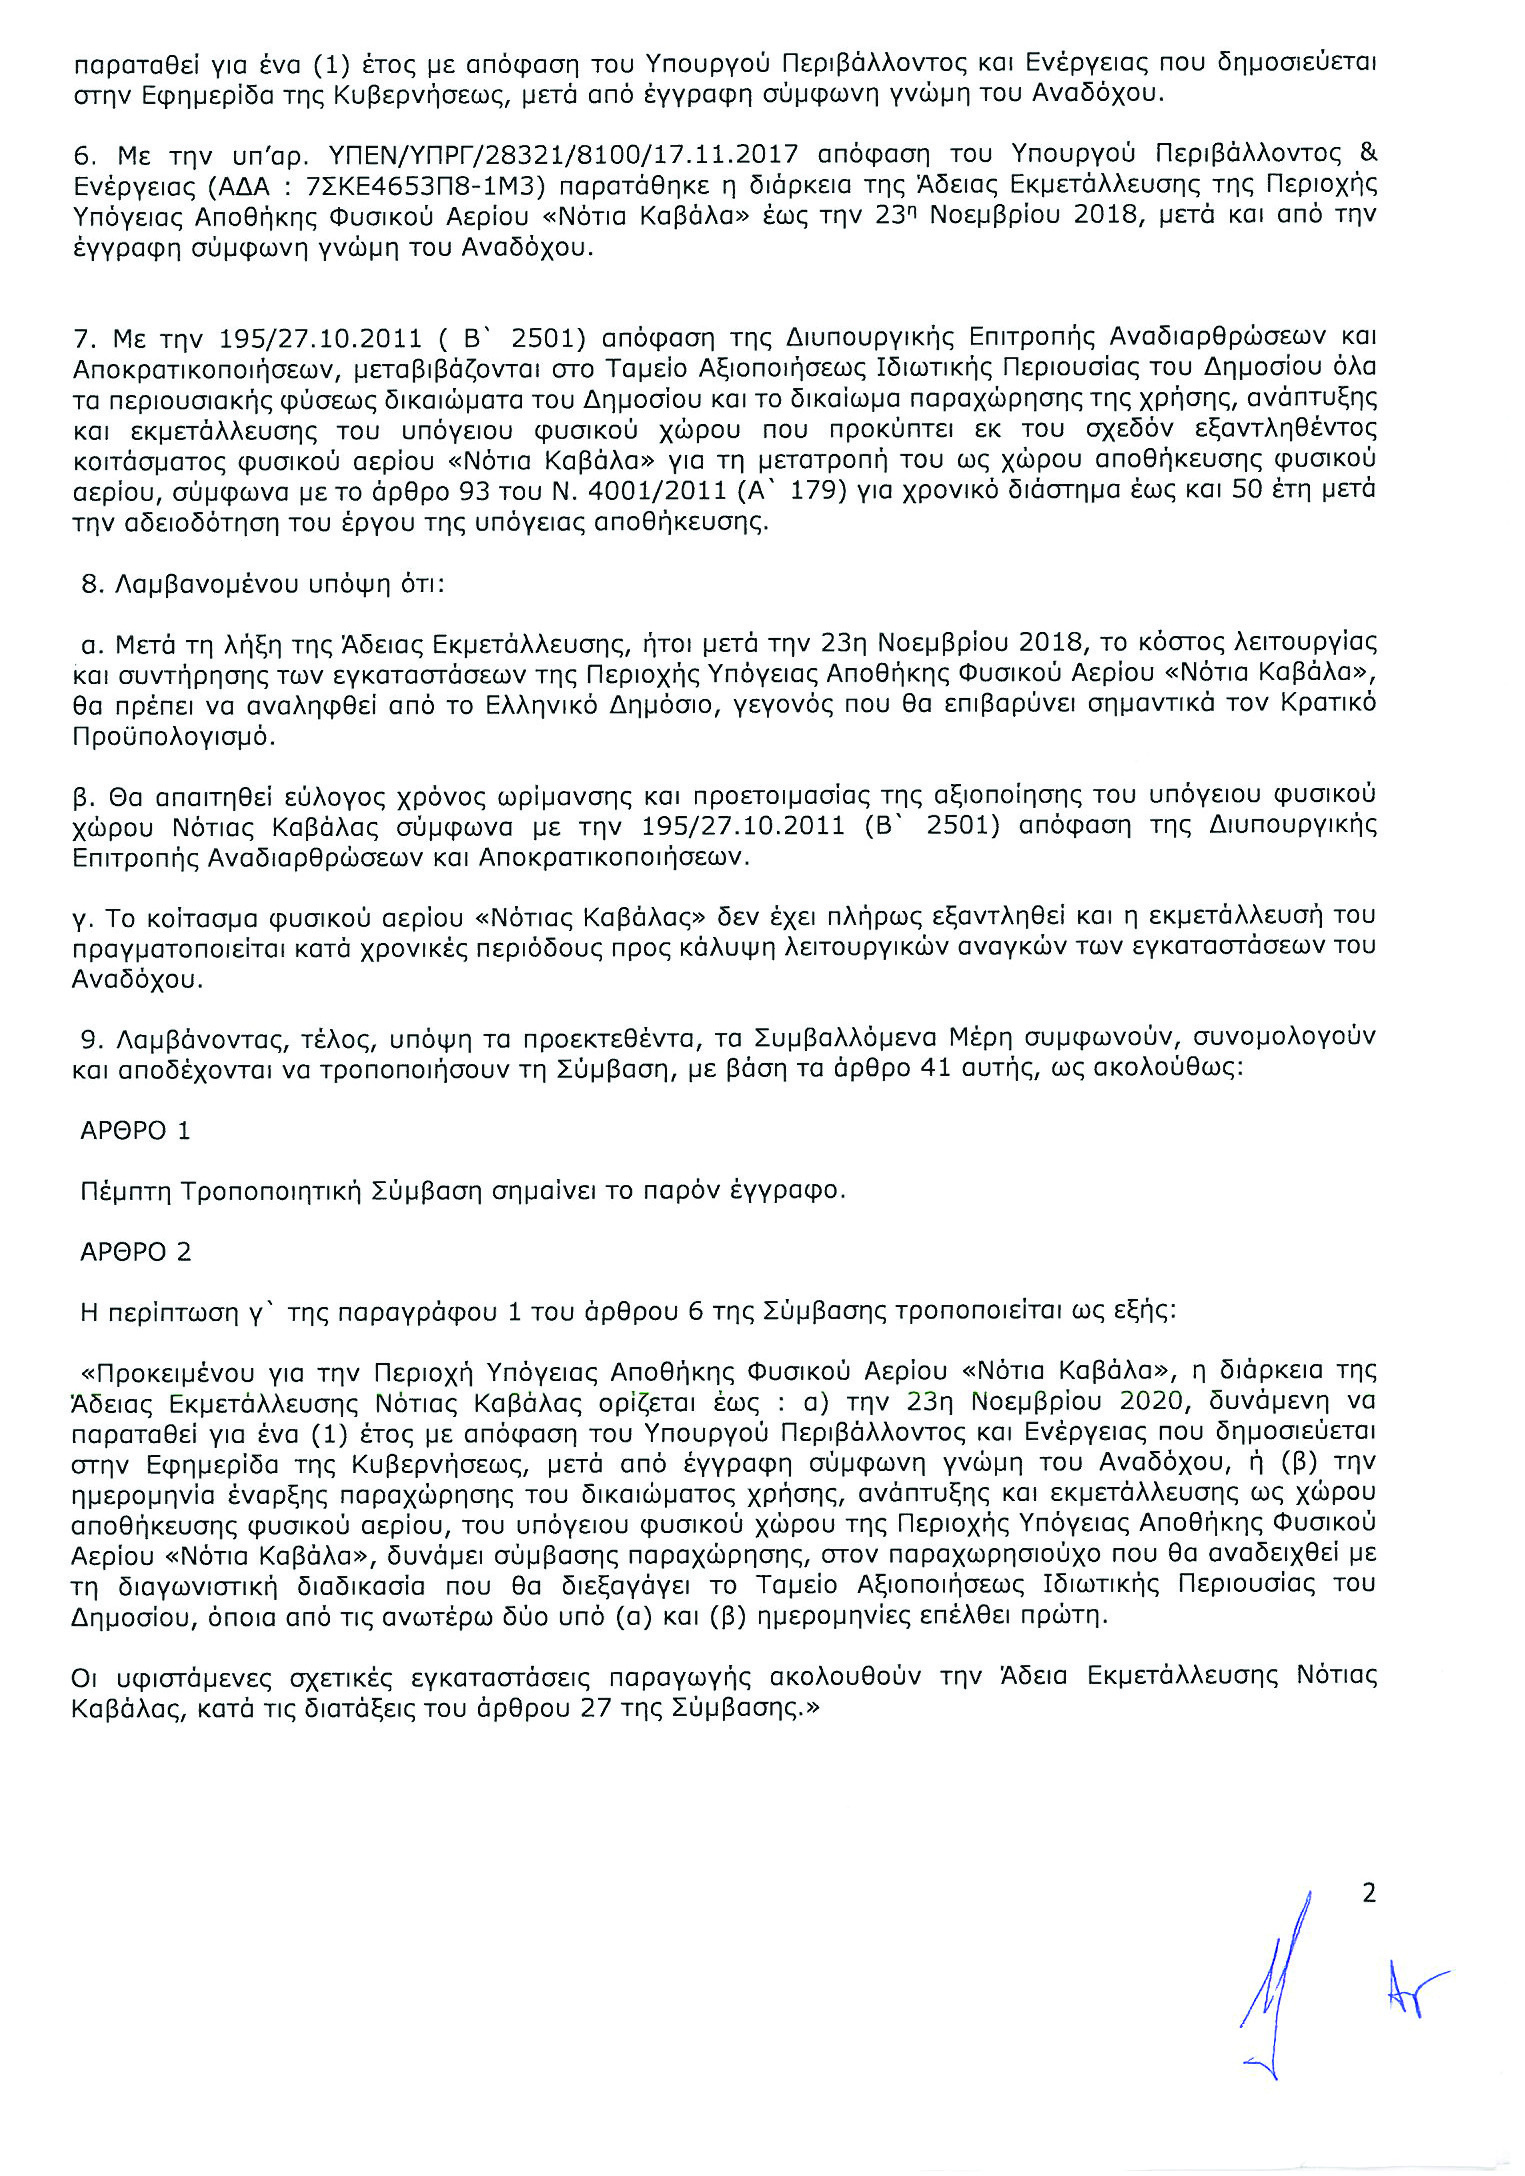 παραταθεί για ένα (1) έτος με απόφαση του Υπουργού Περιβάλλοντος και Ενέργειας που δημοσιεύεται
στην Εφημερίδα της Κυβερνήσεως, μετά από έγγραφη σύμφωνη γνώμη του Αναδόχου.
6. Με την υπ'αρ. ΥΠΕΝ/ΥΠΡΓ/28321/8100/17.11.2017 απόφαση του Υπουργού Περιβάλλοντος &
Ενέργειας (ΑΔΑ : 7ΣΚΕ4653Π8-1Μ3) παρατάθηκε η διάρκεια της Άδειας Εκμετάλλευσης της Περιοχής
Υπόγειας Αποθήκης Φυσικού Αερίου «Νότια Καβάλα» έως την 23η Νοεμβρίου 2018, μετά και από την
έγγραφη σύμφωνη γνώμη του Αναδόχου.
7. Με την 195/27.10.2011 ( Β` 2501) απόφαση της Διυπουργικής Επιτροπής Αναδιαρθρώσεων και
Αποκρατικοποιήσεων, μεταβιβάζονται στο Ταμείο Αξιοποιήσεως Ιδιωτικής Περιουσίας του Δημοσίου όλα
τα περιουσιακής φύσεως δικαιώματα του Δημοσίου και το δικαίωμα παραχώρησης της χρήσης, ανάπτυξης
και εκμετάλλευσης του υπόγειου φυσικού χώρου που προκύπτει εκ του σχεδόν εξαντληθέντος
κοιτάσματος φυσικού αερίου «Νότια Καβάλα» για τη μετατροπή του ως χώρου αποθήκευσης φυσικού
αερίου, σύμφωνα με το άρθρο 93 του Ν. 4001/2011 (Α` 179) για χρονικό διάστημα έως και 50 έτη μετά
την αδειοδότηση του έργου της υπόγειας αποθήκευσης.
8. Λαμβανομένου υπόψη ότι:
α. Μετά τη λήξη της Άδειας Εκμετάλλευσης, ήτοι μετά την 23η Νοεμβρίου 2018, το κόστος λειτουργίας
και συντήρησης των εγκαταστάσεων της Περιοχής Υπόγειας Αποθήκης Φυσικού Αερίου «Νότια Καβάλα»,
θα πρέπει να αναληφθεί από το Ελληνικό Δημόσιο, γεγονός που θα επιβαρύνει σημαντικά τον Κρατικό
Προϋπολογισμό.
β. Θα απαιτηθεί εύλογος χρόνος ωρίμανσης και προετοιμασίας της αξιοποίησης του υπόγειου φυσικού
χώρου Νότιας Καβάλας σύμφωνα με την 195/27.10.2011 (Β` 2501) απόφαση της Διυπουργικής
Επιτροπής Αναδιαρθρώσεων και Αποκρατικοποιήσεων.
γ. Το κοίτασμα φυσικού αερίου «Νότιας Καβάλας» δεν έχει πλήρως εξαντληθεί και η εκμετάλλευσή του
πραγματοποιείται κατά χρονικές περιόδους προς κάλυψη λειτουργικών αναγκών των εγκαταστάσεων του
Αναδόχου.
9. Λαμβάνοντας, τέλος, υπόψη τα προεκτεθέντα, τα Συμβαλλόμενα Μέρη συμφωνούν, συνομολογούν
και αποδέχονται να τροποποιήσουν τη Σύμβαση, με βάση τα άρθρο 41 αυτής, ως ακολούθως:
ΑΡΘΡΟ 1
Πέμπτη Τροποποιητική Σύμβαση σημαίνει το παρόν έγγραφο.
ΑΡΘΡΟ 2
Η περίπτωση γ` της παραγράφου 1 του άρθρου 6 της Σύμβασης τροποποιείται ως εξής:
«Προκειμένου για την Περιοχή Υπόγειας Αποθήκης Φυσικού Αερίου «Νότια Καβάλα», η διάρκεια της
Άδειας Εκμετάλλευσης Νότιας Καβάλας ορίζεται έως : α) την 23η Νοεμβρίου 2020, δυνάμενη να
παραταθεί για ένα (1) έτος με απόφαση του Υπουργού Περιβάλλοντος και Ενέργειας που δημοσιεύεται
στην Εφημερίδα της Κυβερνήσεως, μετά από έγγραφη σύμφωνη γνώμη του Αναδόχου, ή (β) την
ημερομηνία έναρξης παραχώρησης του δικαιώματος χρήσης, ανάπτυξης και εκμετάλλευσης ως χώρου
αποθήκευσης φυσικού αερίου, του υπόγειου φυσικού χώρου της Περιοχής Υπόγειας Αποθήκης Φυσικού
Αερίου «Νότια Καβάλα», δυνάμει σύμβασης παραχώρησης, στον παραχωρησιούχο που θα αναδειχθεί με
τη διαγωνιστική διαδικασία που θα διεξαγάγει το Ταμείο Αξιοποιήσεως Ιδιωτικής Περιουσίας του
Δημοσίου, όποια από τις ανωτέρω δύο υπό (α) και (β) ημερομηνίες επέλθει πρώτη.
Οι υφιστάμενες σχετικές εγκαταστάσεις παραγωγής ακολουθούν την Άδεια Εκμετάλλευσης Νότιας
Καβάλας, κατά τις διατάξεις του άρθρου 27 της Σύμβασης.»
2